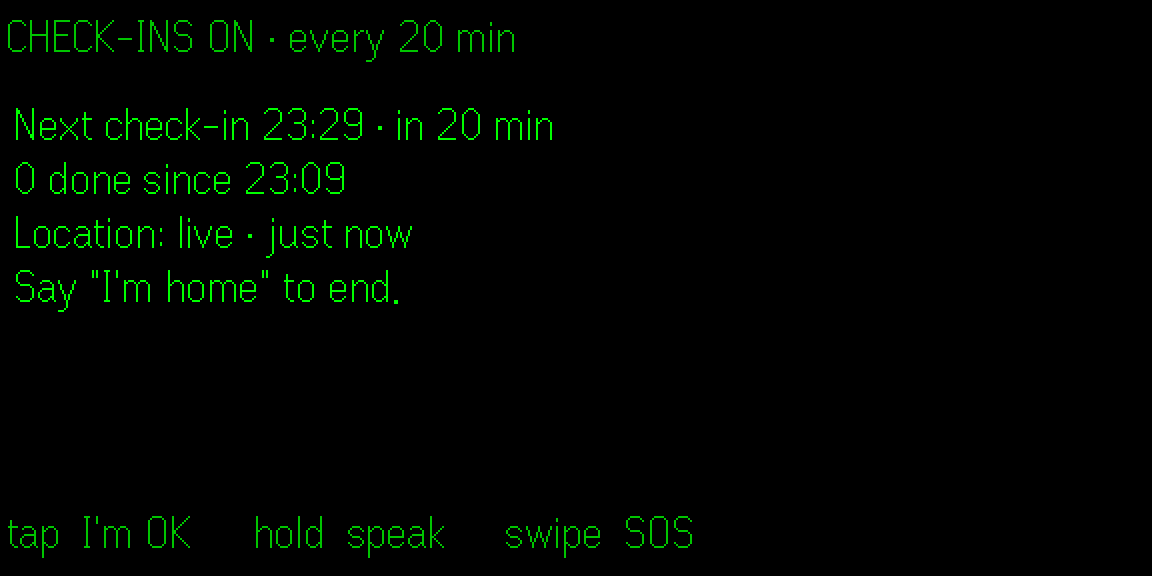 CHECK-INS ON · every 20 min
Next check-in 23:29 · in 20 min
0 done since 23:09
Location: live · just now
Say "I'm home" to end.
tap I'm OK hold speak swipe SOS